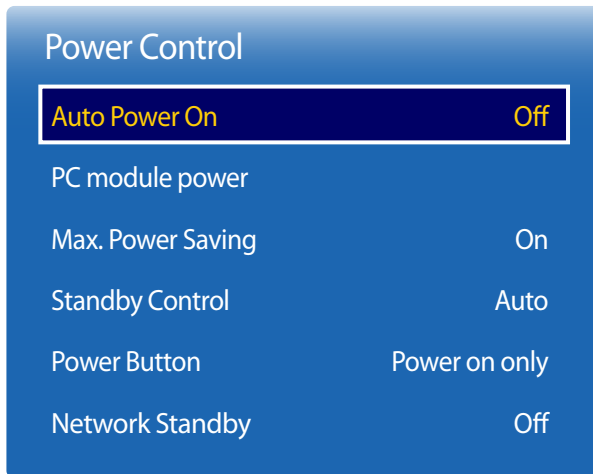 Power Control
Auto Power On Off
PC module power
Max. Power Saving On
Standby Control Auto
Power Button Power on only
Network Standby Off